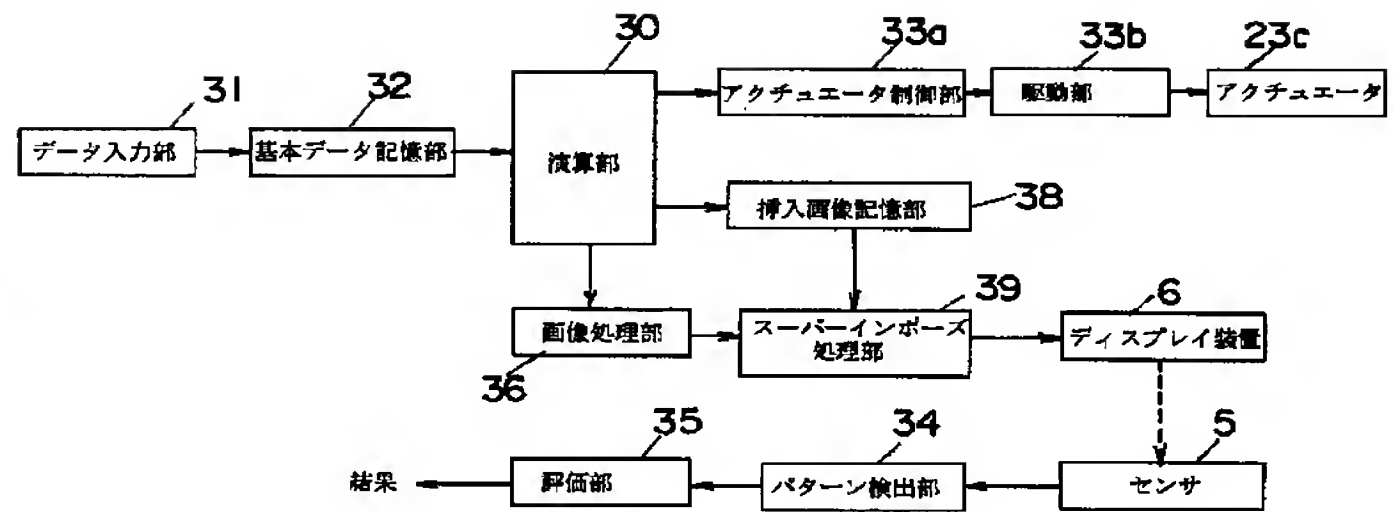 30
33a
33b
23c
31
32
アクチュエータ制御部
駆動部
アクチュエータ
データ入力部
基本データ記憶部
演算部
挿入画像記憶部
38
39
6
画像処理部
スーパーインポーズ
処理部
ディスプレイ装置
36
35
34
5
結果
評価部
パターン検出部
センサ